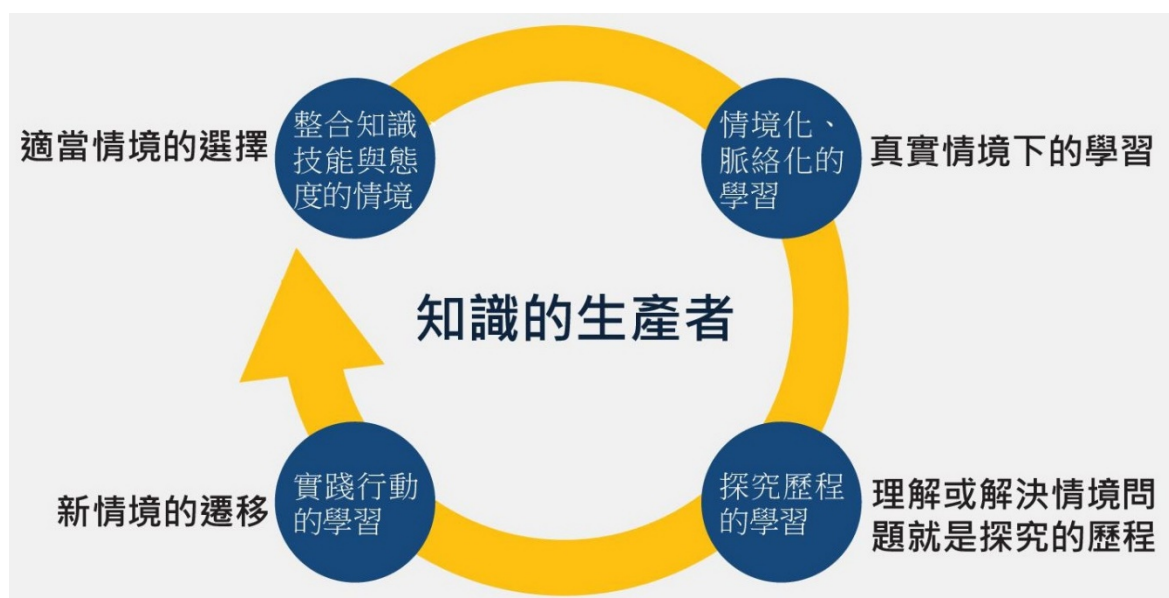 適當情境的選擇
整合知識
技能與態
度的情境
情境化、
脈絡化的
學習
真實情境下的學習
知識的生產者
新情境的遷移
實踐行動
的學習
探究歷程
的學習
理解或解決情境問
題就是探究的歷程